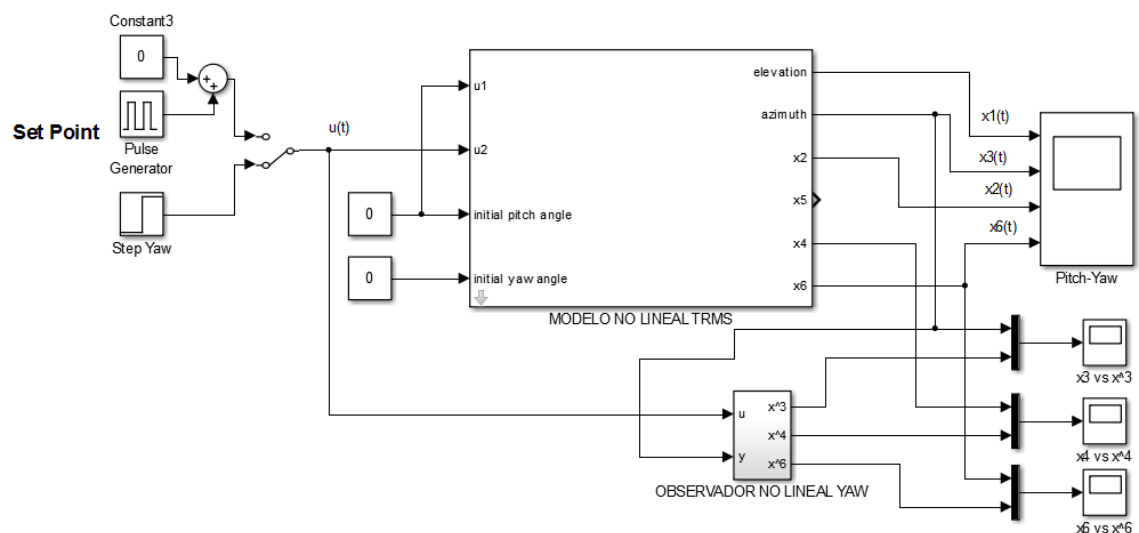 Constant3
0
Set Point
Pulse
Generator
Step Yaw
u(t)
0
0
u1
u2
initial pitch angle
initial yaw angle
elevation
azimuth
x2
x5
x4
x6
MODELO NO LINEAL TRMS
x1(t)
x3(t)
x2(t)
x6(t)
Pitch-Yaw
u
y
x^3
x^4
x^6
OBSERVADOR NO LINEAL YAW
x3 vs x^3
x4 vs x^4
x6 vs x^6